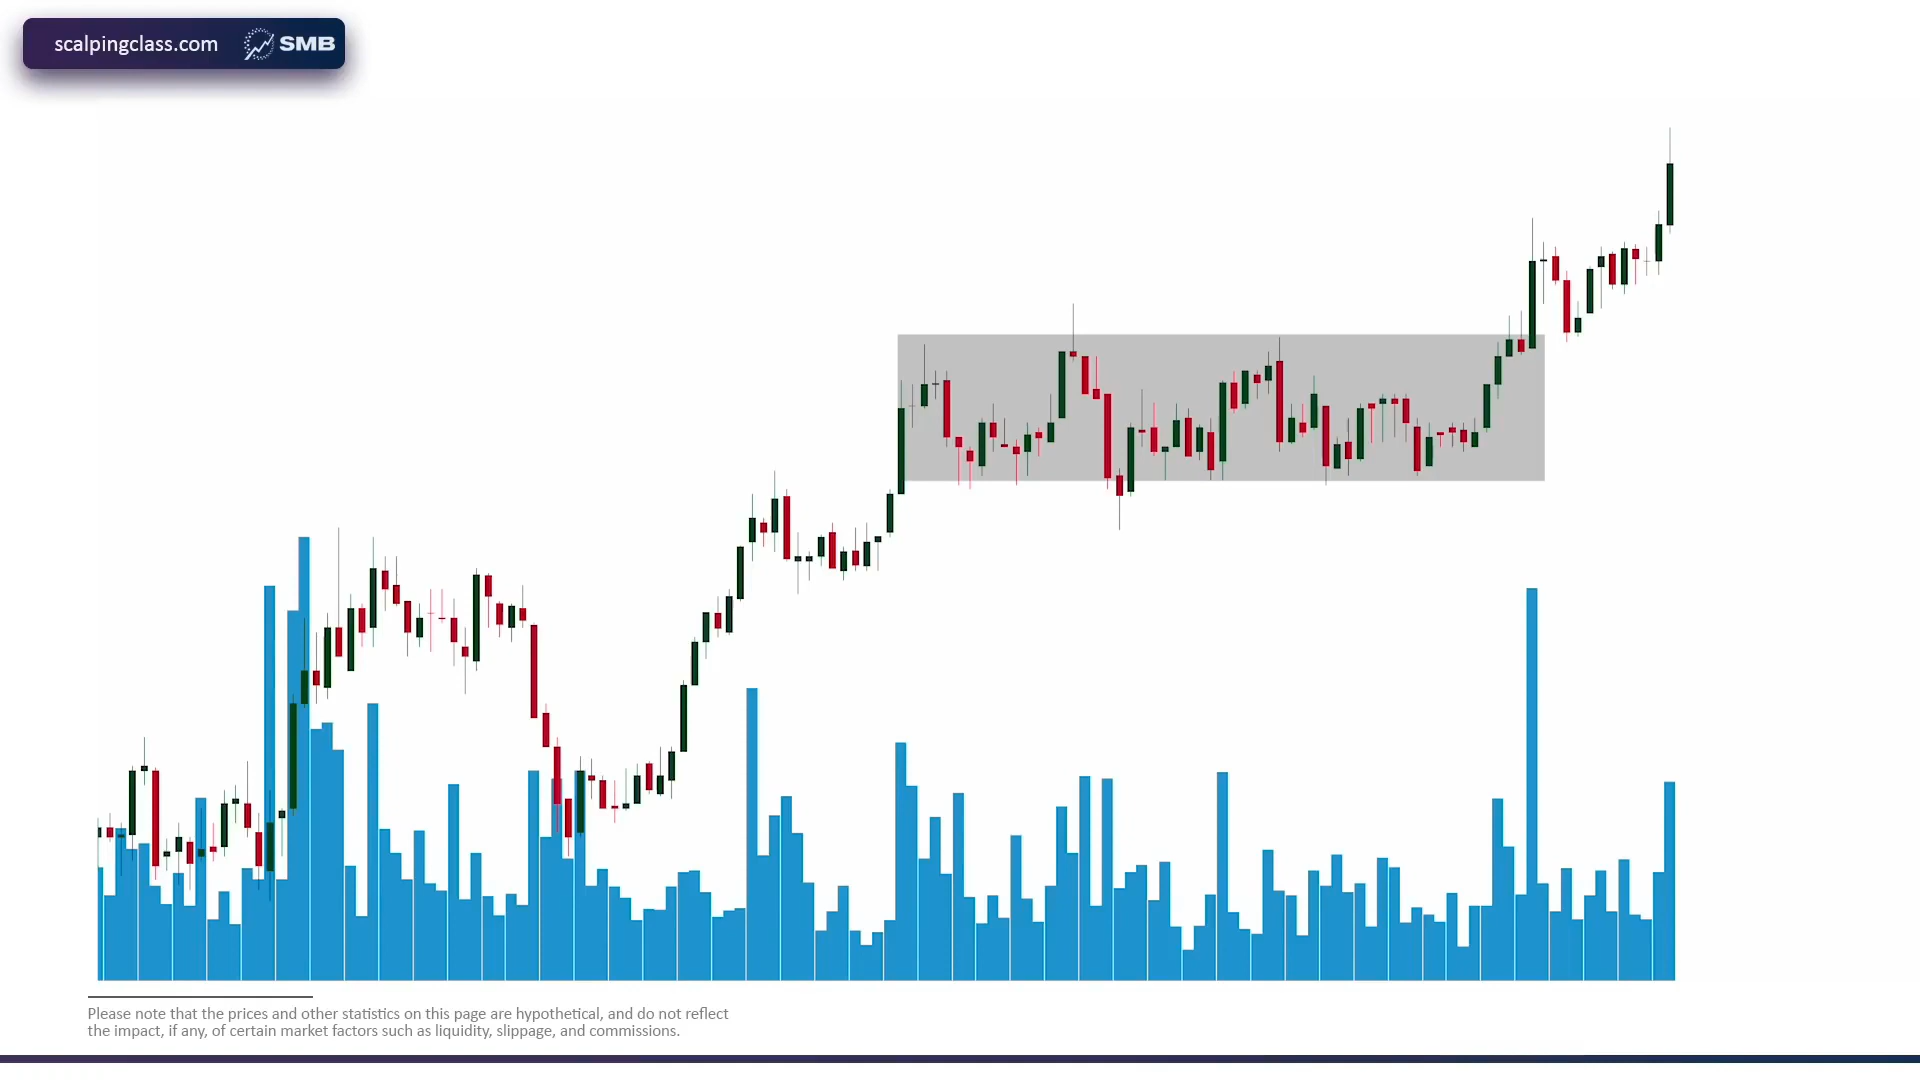 scalpingclass.com SMB
Please note that the prices and other statistics on this page are hypothetical, and do not reflect
the impact, if any, of certain market factors such as liquidity, slippage, and commissions.